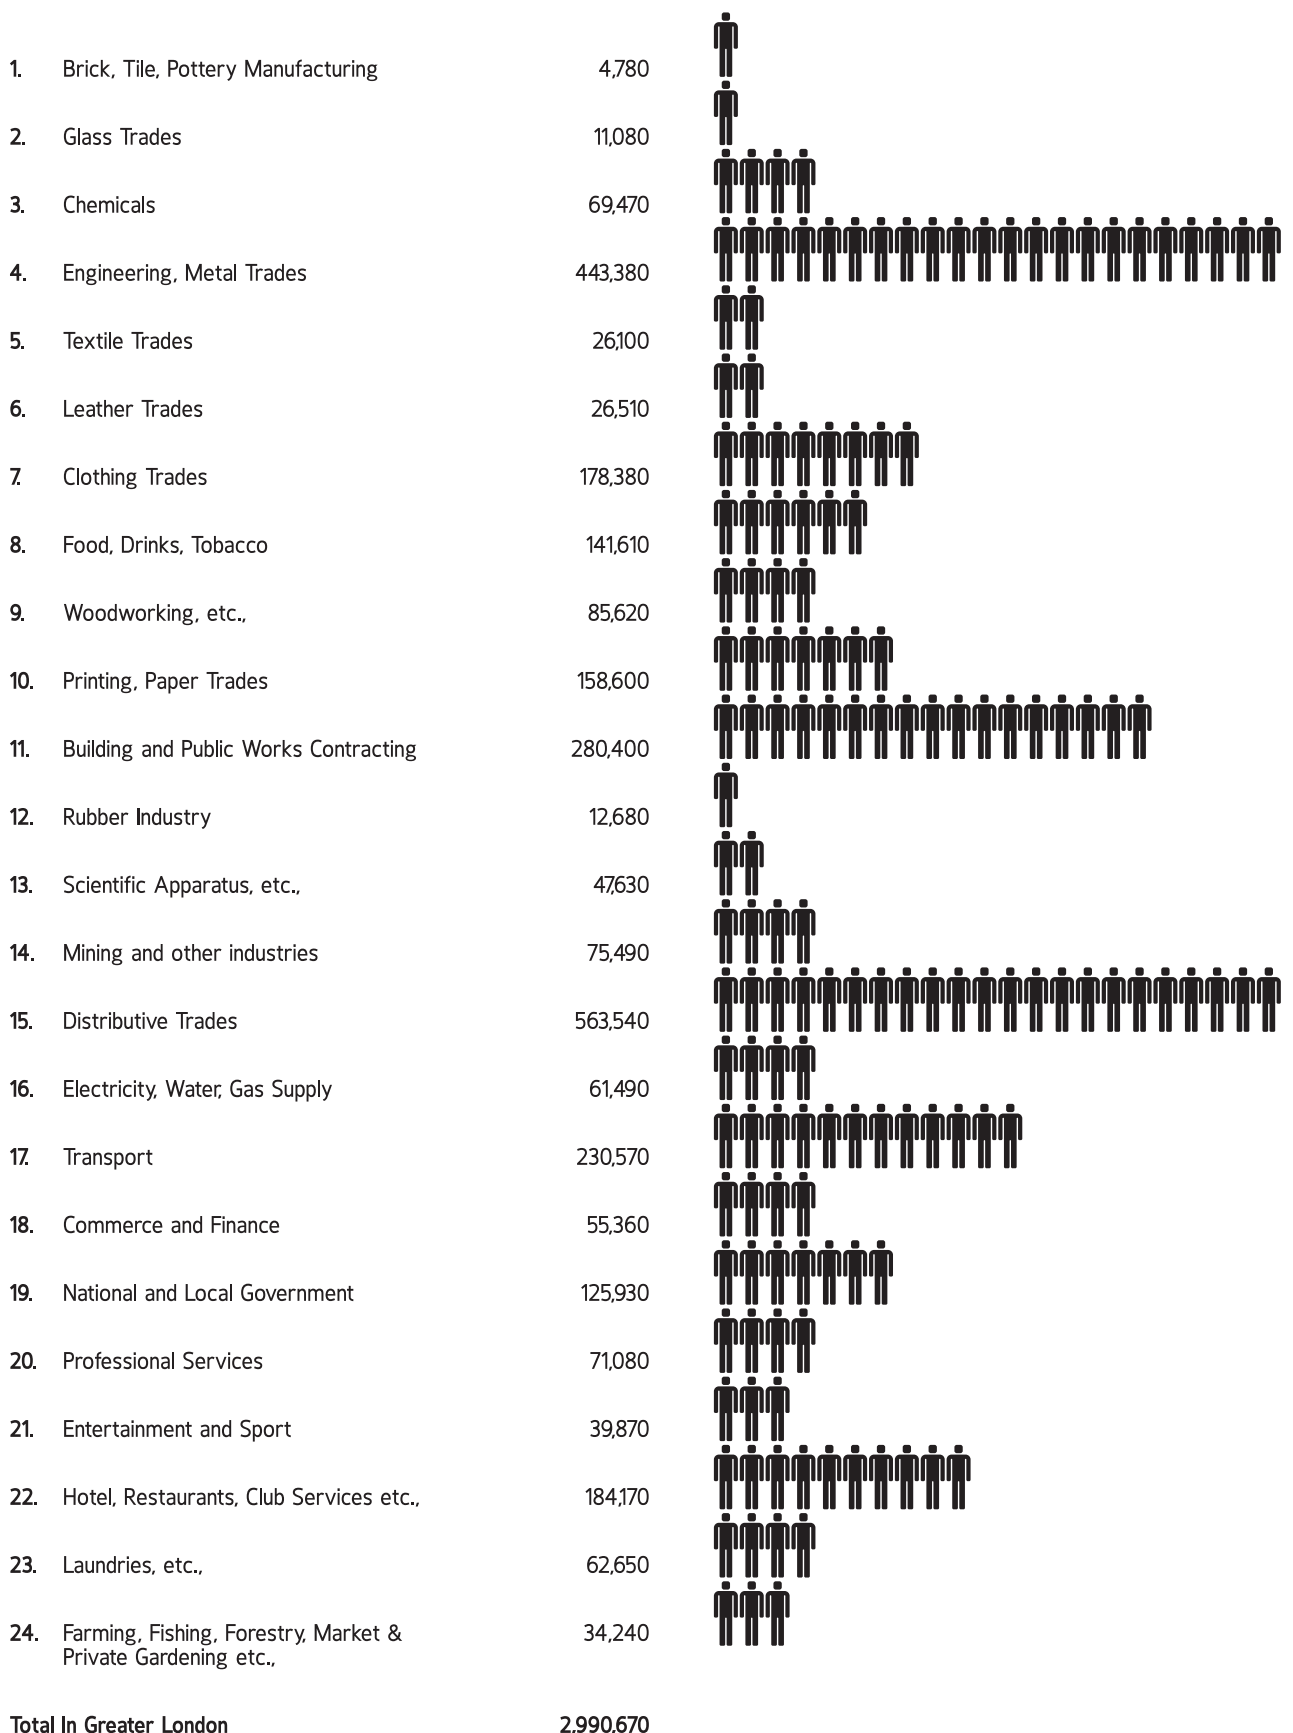 1. Brick, Tile, Pottery Manufacturing 4,780
2. Glass Trades 11,080
3. Chemicals 69,470
4. Engineering, Metal Trades 443,380
5. Textile Trades 26,100
6. Leather Trades 26,510
7. Clothing Trades 178,380
8. Food, Drinks, Tobacco 141,610
9. Woodworking, etc., 85,620
10. Printing, Paper Trades 158,600
11. Building and Public Works Contracting 280,400
12. Rubber Industry 12,680
13. Scientific Apparatus, etc., 47,630
14. Mining and other industries 75,490
15. Distributive Trades 563,540
16. Electricity, Water, Gas Supply 61,490
17. Transport 230,570
18. Commerce and Finance 55,360
19. National and Local Government 125,930
20. Professional Services 71,080
21. Entertainment and Sport 39,870
22. Hotel, Restaurants, Club Services etc., 184,170
23. Laundries, etc., 62,650
24. Farming, Fishing, Forestry, Market & 34,240
Private Gardening etc.,
Total In Greater London 2,990,670